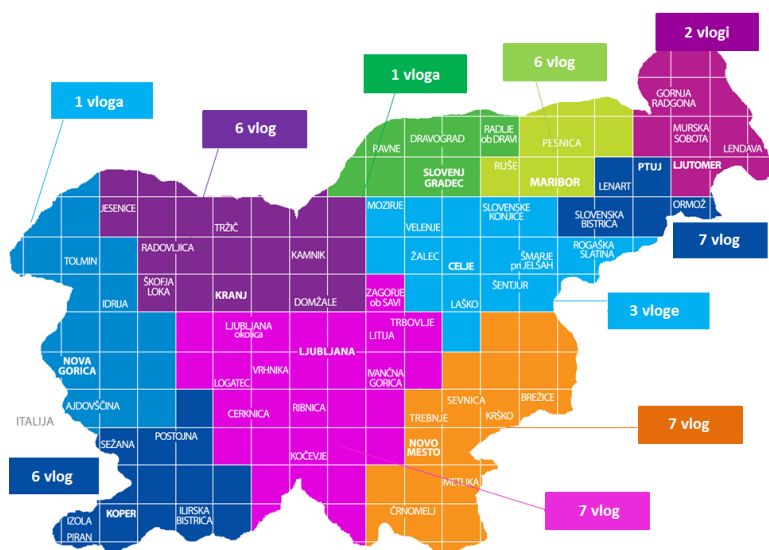 2 vlogi
6 vlog
1 vloga
1 vloga
6 vlog
GORNJA
RADGONA
MURSKA
SOBOTA
LENDAVA
RAVNE
DRAVOGRAD
RADLJE
ob DRAVI
PESNICA
SLOVENJ
GRADEC
RUŠE
MARIBOR
LENART
PTUJ
LJUTOMER
JESENICE
MOZIRJE
SLOVENSKE
KONJICE
SLOVENSKA
BISTRICA
ORMOŽ
TRŽIČ
VELENJE
7 vlog
RADOVLJICA
KAMNIK
ŽALEC
CELJE
ŠMARJE
pri JELŠAH
ROGAŠKA
SLATINA
TOLMIN
ŠKOFJA
LOKA
KRANJ
DOMŽALE
ZAGORJE
ob SAVI
ŠENTJUR
IDRIJA
LAŠKO
3 vloge
LJUBLJANA
okolica
TRBOVLJE
LITIJA
LJUBLJANA
NOVA
GORICA
VRHNIKA
LOGATEC
IVANČNA
GORICA
AJDOVŠČINA
CERKNICA
RIBNICA
SEVNICA
BREŽICE
TREBNJE
KRŠKO
ITALIJA
7 vlog
SEŽANA
POSTOJNA
NOVO
MESTO
KOČEVJE
6 vlog
METLIKA
7 vlog
KOPER
ILIRSKA
BISTRICA
ČRNOMELJ
IZOLA
PIRAN